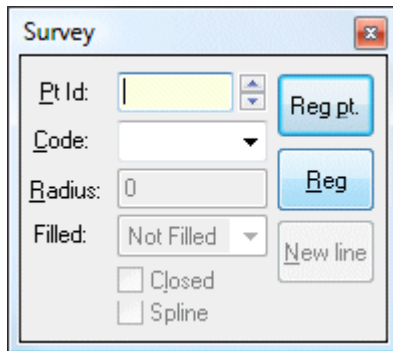 Survey
Pt Id:
Reg pt.
Code:
Reg
Radius: 0
Filled: Not Filled
New line
Closed
Spline